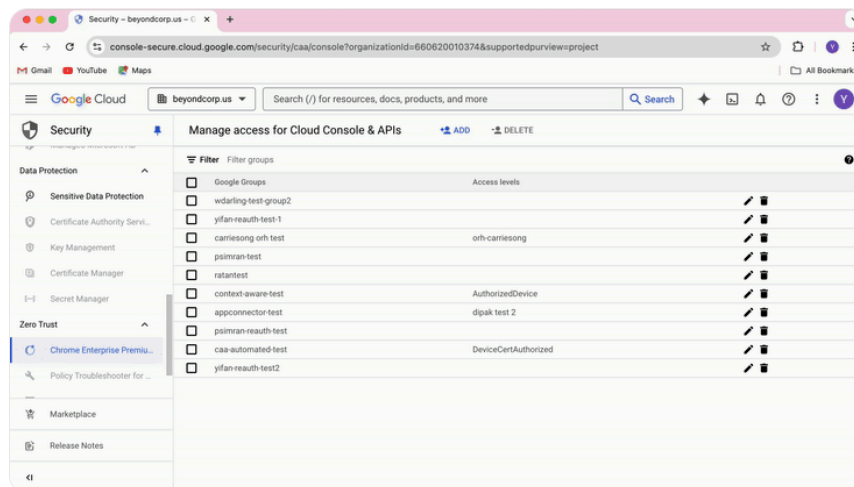 Security – beyondcorp.us – G
console-secure.cloud.google.com/security/caa/console?organizationId=660620010374&supportedpurview=project
Gmail YouTube Maps All Bookmark
Google Cloud beyondcorp.us Search (/) for resources, docs, products, and more Search Y
Security Manage access for Cloud Console & APIs ADD DELETE
Data Protection
Sensitive Data Protection
Certificate Authority Servi...
Key Management
Certificate Manager
Secret Manager
Zero Trust
Chrome Enterprise Premiu...
Policy Troubleshooter for ...
Marketplace
Release Notes
Filter Filter groups
Google Groups Access levels
wdarling-test-group2
yifan-reauth-test-1
carriesong orh test orh-carriesong
psimran-test
ratantest
context-aware-test AuthorizedDevice
appconnector-test dipak test 2
psimran-reauth-test
caa-automated-test DeviceCertAuthorized
yifan-reauth-test2